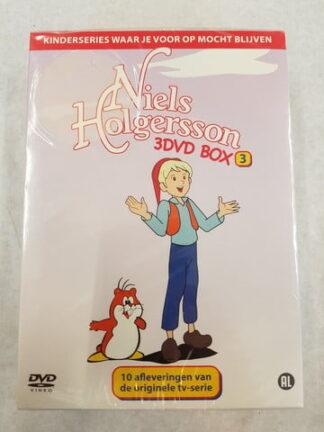 KINDERSERIES WAAR JE VOOR OP MOCHT BLIJVEN
Niels
Holgersson
3DVD BOX 3
10 afleveringen van
de originele tv-serie
DVD
VIDEO
AL